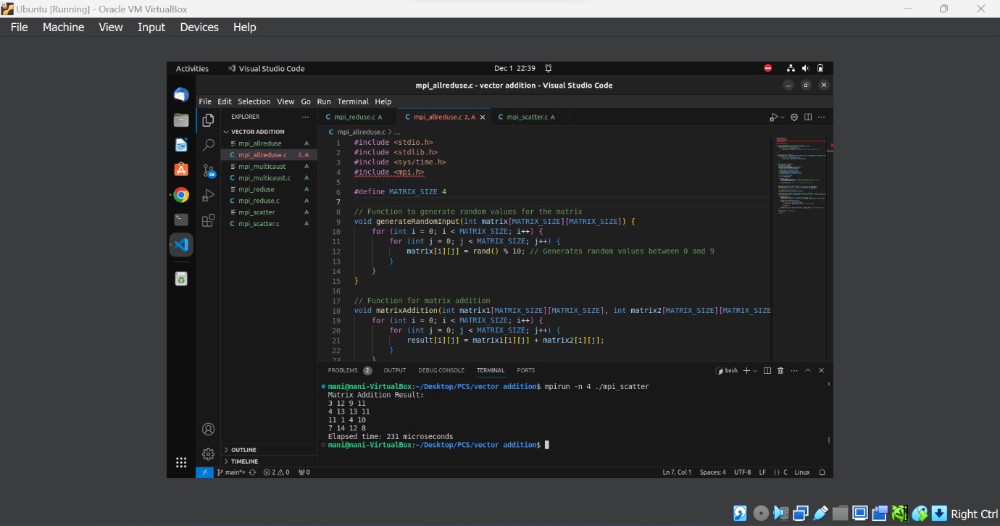 Ubuntu [Running] - Oracle VM VirtualBox
File Machine View Input Devices Help
Activities Visual Studio Code Dec 1 22:39
mpi_allreduse.c - vector addition - Visual Studio Code
File Edit Selection View Go Run Terminal Help
EXPLORER
VECTOR ADDITION
mpi_allreduse A
mpi_allreduse.c 2, A
mpi_multicaust A
mpi_multicaust.c A
mpi_reduse A
mpi_reduse.c A
mpi_scatter A
mpi_scatter.c A
OUTLINE
TIMELINE
C mpi_reduse.c A C mpi_allreduse.c 2, A C mpi_scatter.c A
C mpi_allreduse.c > ...
1 #include <stdio.h>
2 #include <stdlib.h>
3 #include <sys/time.h>
4 #include <mpi.h>
5
6 #define MATRIX_SIZE 4
7
8 // Function to generate random values for the matrix
9 void generateRandomInput(int matrix[MATRIX_SIZE][MATRIX_SIZE]) {
10 for (int i = 0; i < MATRIX_SIZE; i++) {
11 for (int j = 0; j < MATRIX_SIZE; j++) {
12 matrix[i][j] = rand() % 10; // Generates random values between 0 and 9
13 }
14 }
15 }
16
17 // Function for matrix addition
18 void matrixAddition(int matrix1[MATRIX_SIZE][MATRIX_SIZE], int matrix2[MATRIX_SIZE][MATRIX_SIZE
19 for (int i = 0; i < MATRIX_SIZE; i++) {
20 for (int j = 0; j < MATRIX_SIZE; j++) {
21 result[i][j] = matrix1[i][j] + matrix2[i][j];
22 }
23 }
PROBLEMS 2 OUTPUT DEBUG CONSOLE TERMINAL PORTS bash
mani@mani-VirtualBox:~/Desktop/PCS/vector addition$ mpirun -n 4 ./mpi_scatter
Matrix Addition Result:
3 12 9 11
4 13 13 11
11 1 4 10
7 14 12 8
Elapsed time: 231 microseconds
mani@mani-VirtualBox:~/Desktop/PCS/vector addition$
main*+ 2 0 0 Ln 7, Col 1 Spaces: 4 UTF-8 LF {} C Linux
Right Ctrl